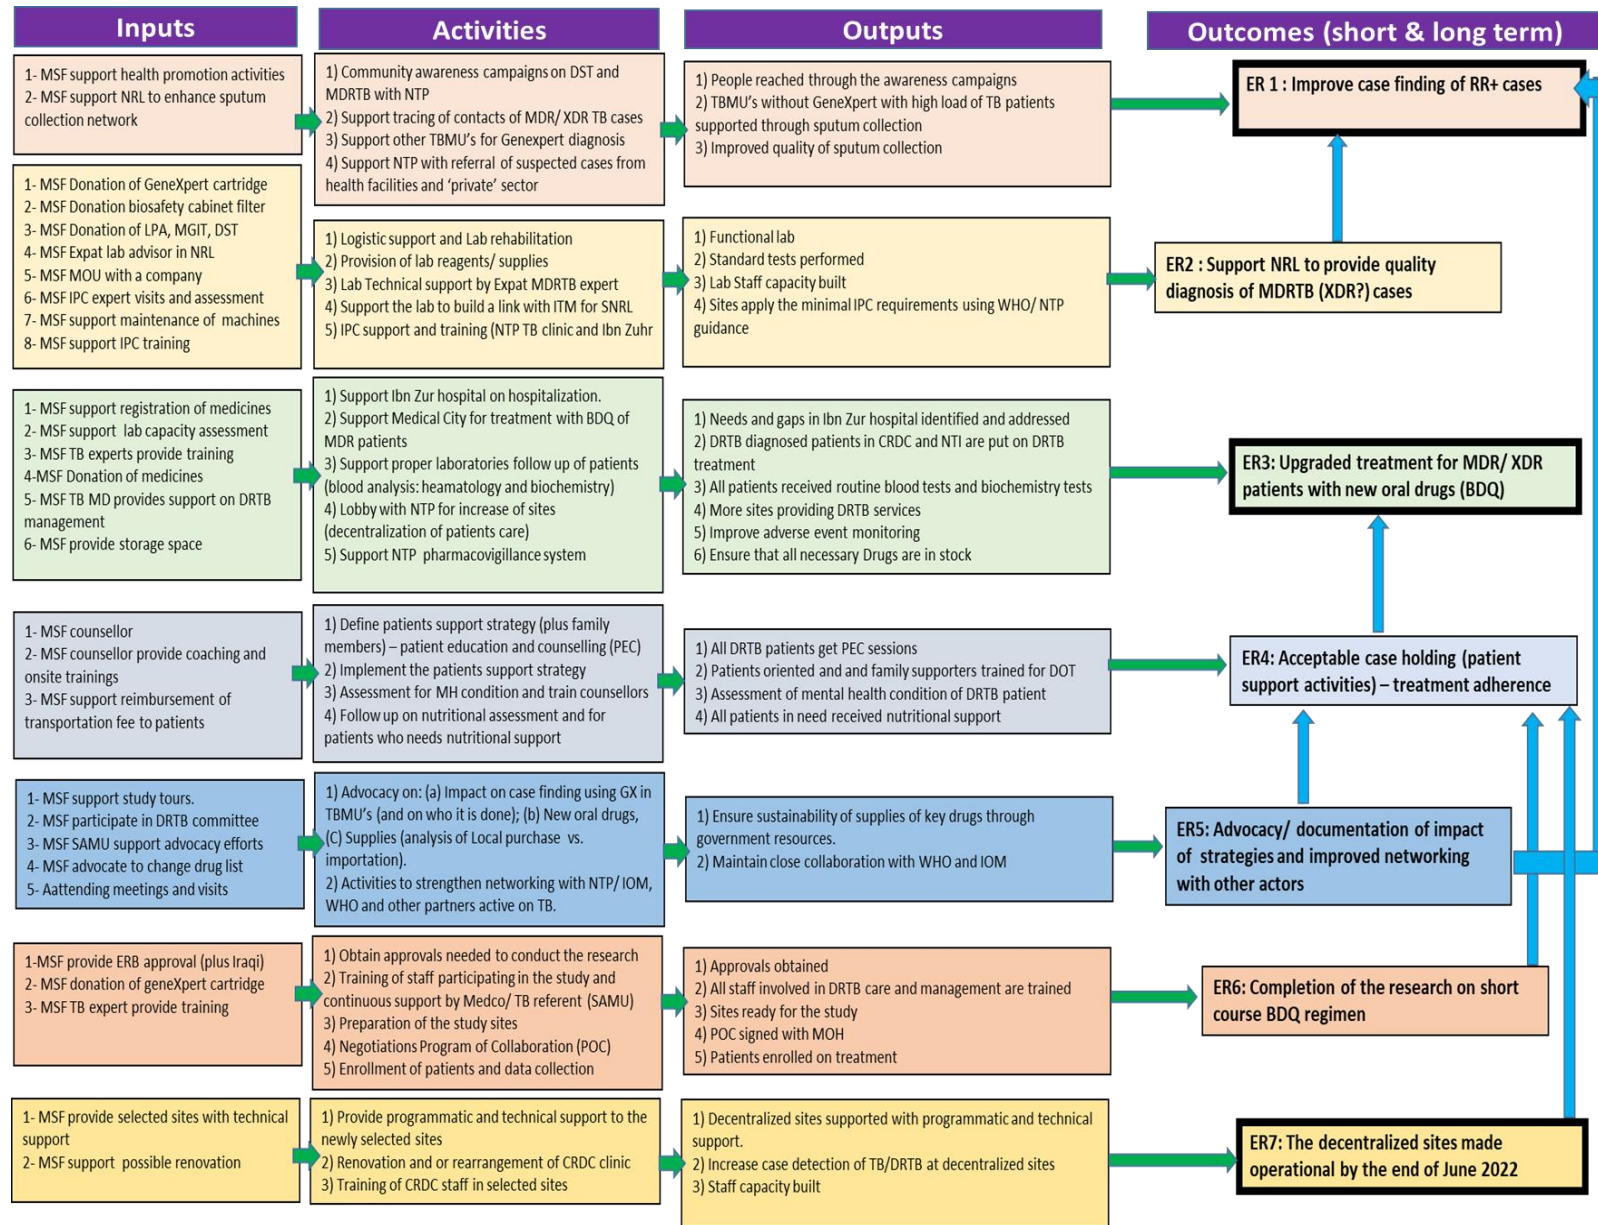 Inputs
Activities
Outputs
Outcomes (short & long term)
1- MSF support health promotion activities
2- MSF support NRL to enhance sputum
collection network
1) Community awareness campaigns on DST and
MDRTB with NTP
2) Support tracing of contacts of MDR/ XDR TB cases
3) Support other TBMU's for Genexpert diagnosis
4) Support NTP with referral of suspected cases from
health facilities and ‘private’ sector
1) People reached through the awareness campaigns
2) TBMU's without GeneXpert with high load of TB patients
supported through sputum collection
3) Improved quality of sputum collection
ER 1 : Improve case finding of RR+ cases
1- MSF Donation of GeneXpert cartridge
2- MSF Donation biosafety cabinet filter
3- MSF Donation of LPA, MGIT, DST
4- MSF Expat lab advisor in NRL
5- MSF MOU with a company
6- MSF IPC expert visits and assessment
7- MSF support maintenance of machines
8- MSF support IPC training
1) Logistic support and Lab rehabilitation
2) Provision of lab reagents/ supplies
3) Lab Technical support by Expat MDRTB expert
4) Support the lab to build a link with ITM for SNRL
5) IPC support and training (NTP TB clinic and Ibn Zuhr
1) Functional lab
2) Standard tests performed
3) Lab Staff capacity built
4) Sites apply the minimal IPC requirements using WHO/ NTP
guidance
ER2 : Support NRL to provide quality
diagnosis of MDRTB (XDR?) cases
1- MSF support registration of medicines
2- MSF support  lab capacity assessment
3- MSF TB experts provide training
4-MSF Donation of medicines
5- MSF TB MD provides support on DRTB
management
6- MSF provide storage space
1) Support Ibn Zur hospital on hospitalization.
2) Support Medical City for treatment with BDQ of
MDR patients
3) Support proper laboratories follow up of patients
(blood analysis: heamatology and biochemistry)
4) Lobby with NTP for increase of sites
(decentralization of patients care)
5) Support NTP  pharmacovigillance system
1) Needs and gaps in Ibn Zur hospital identified and addressed
2) DRTB diagnosed patients in CRDC and NTI are put on DRTB
treatment
3) All patients received routine blood tests and biochemistry tests
4) More sites providing DRTB services
5) Improve adverse event monitoring
6) Ensure that all necessary Drugs are in stock
ER3: Upgraded treatment for MDR/ XDR
patients with new oral drugs (BDQ)
1- MSF counsellor
2- MSF counsellor provide coaching and
onsite trainings
3- MSF support reimbursement of
transportation fee to patients
1) Define patients support strategy (plus family
members) – patient education and counselling (PEC)
2) Implement the patients support strategy
3) Assessment for MH condition and train counsellors
4) Follow up on nutritional assessment and for
patients who needs nutritional support
1) All DRTB patients get PEC sessions
2) Patients oriented and and family supporters trained for DOT
3) Assessment of mental health condition of DRTB patient
4) All patients in need received nutritional support
ER4: Acceptable case holding (patient
support activities) – treatment adherence
1- MSF support study tours.
2- MSF participate in DRTB committee
3- MSF SAMU support advocacy efforts
4- MSF advocate to change drug list
5- Aattending meetings and visits
1) Advocacy on: (a) Impact on case finding using GX in
TBMU's (and on who it is done); (b) New oral drugs,
(C) Supplies (analysis of Local purchase  vs.
importation).
2) Activities to strengthen networking with NTP/ IOM,
WHO and other partners active on TB.
1) Ensure sustainability of supplies of key drugs through
government resources.
2) Maintain close collaboration with WHO and IOM
ER5: Advocacy/ documentation of impact
of  strategies and improved networking
with other actors
1-MSF provide ERB approval (plus Iraqi)
2- MSF donation of geneXpert cartridge
3- MSF TB expert provide training
1) Obtain approvals needed to conduct the research
2) Training of staff participating in the study and
continuous support by Medco/ TB referent (SAMU)
3) Preparation of the study sites
4) Negotiations Program of Collaboration (POC)
5) Enrollment of patients and data collection
1) Approvals obtained
2) All staff involved in DRTB care and management are trained
3) Sites ready for the study
4) POC signed with MOH
5) Patients enrolled on treatment
ER6: Completion of the research on short
course BDQ regimen
1- MSF provide selected sites with technical
support
2- MSF support  possible renovation
1) Provide programmatic and technical support to the
newly selected sites
2) Renovation and or rearrangement of CRDC clinic
3) Training of CRDC staff in selected sites
1) Decentralized sites supported with programmatic and technical
support.
2) Increase case detection of TB/DRTB at decentralized sites
3) Staff capacity built
ER7: The decentralized sites made
operational by the end of June 2022